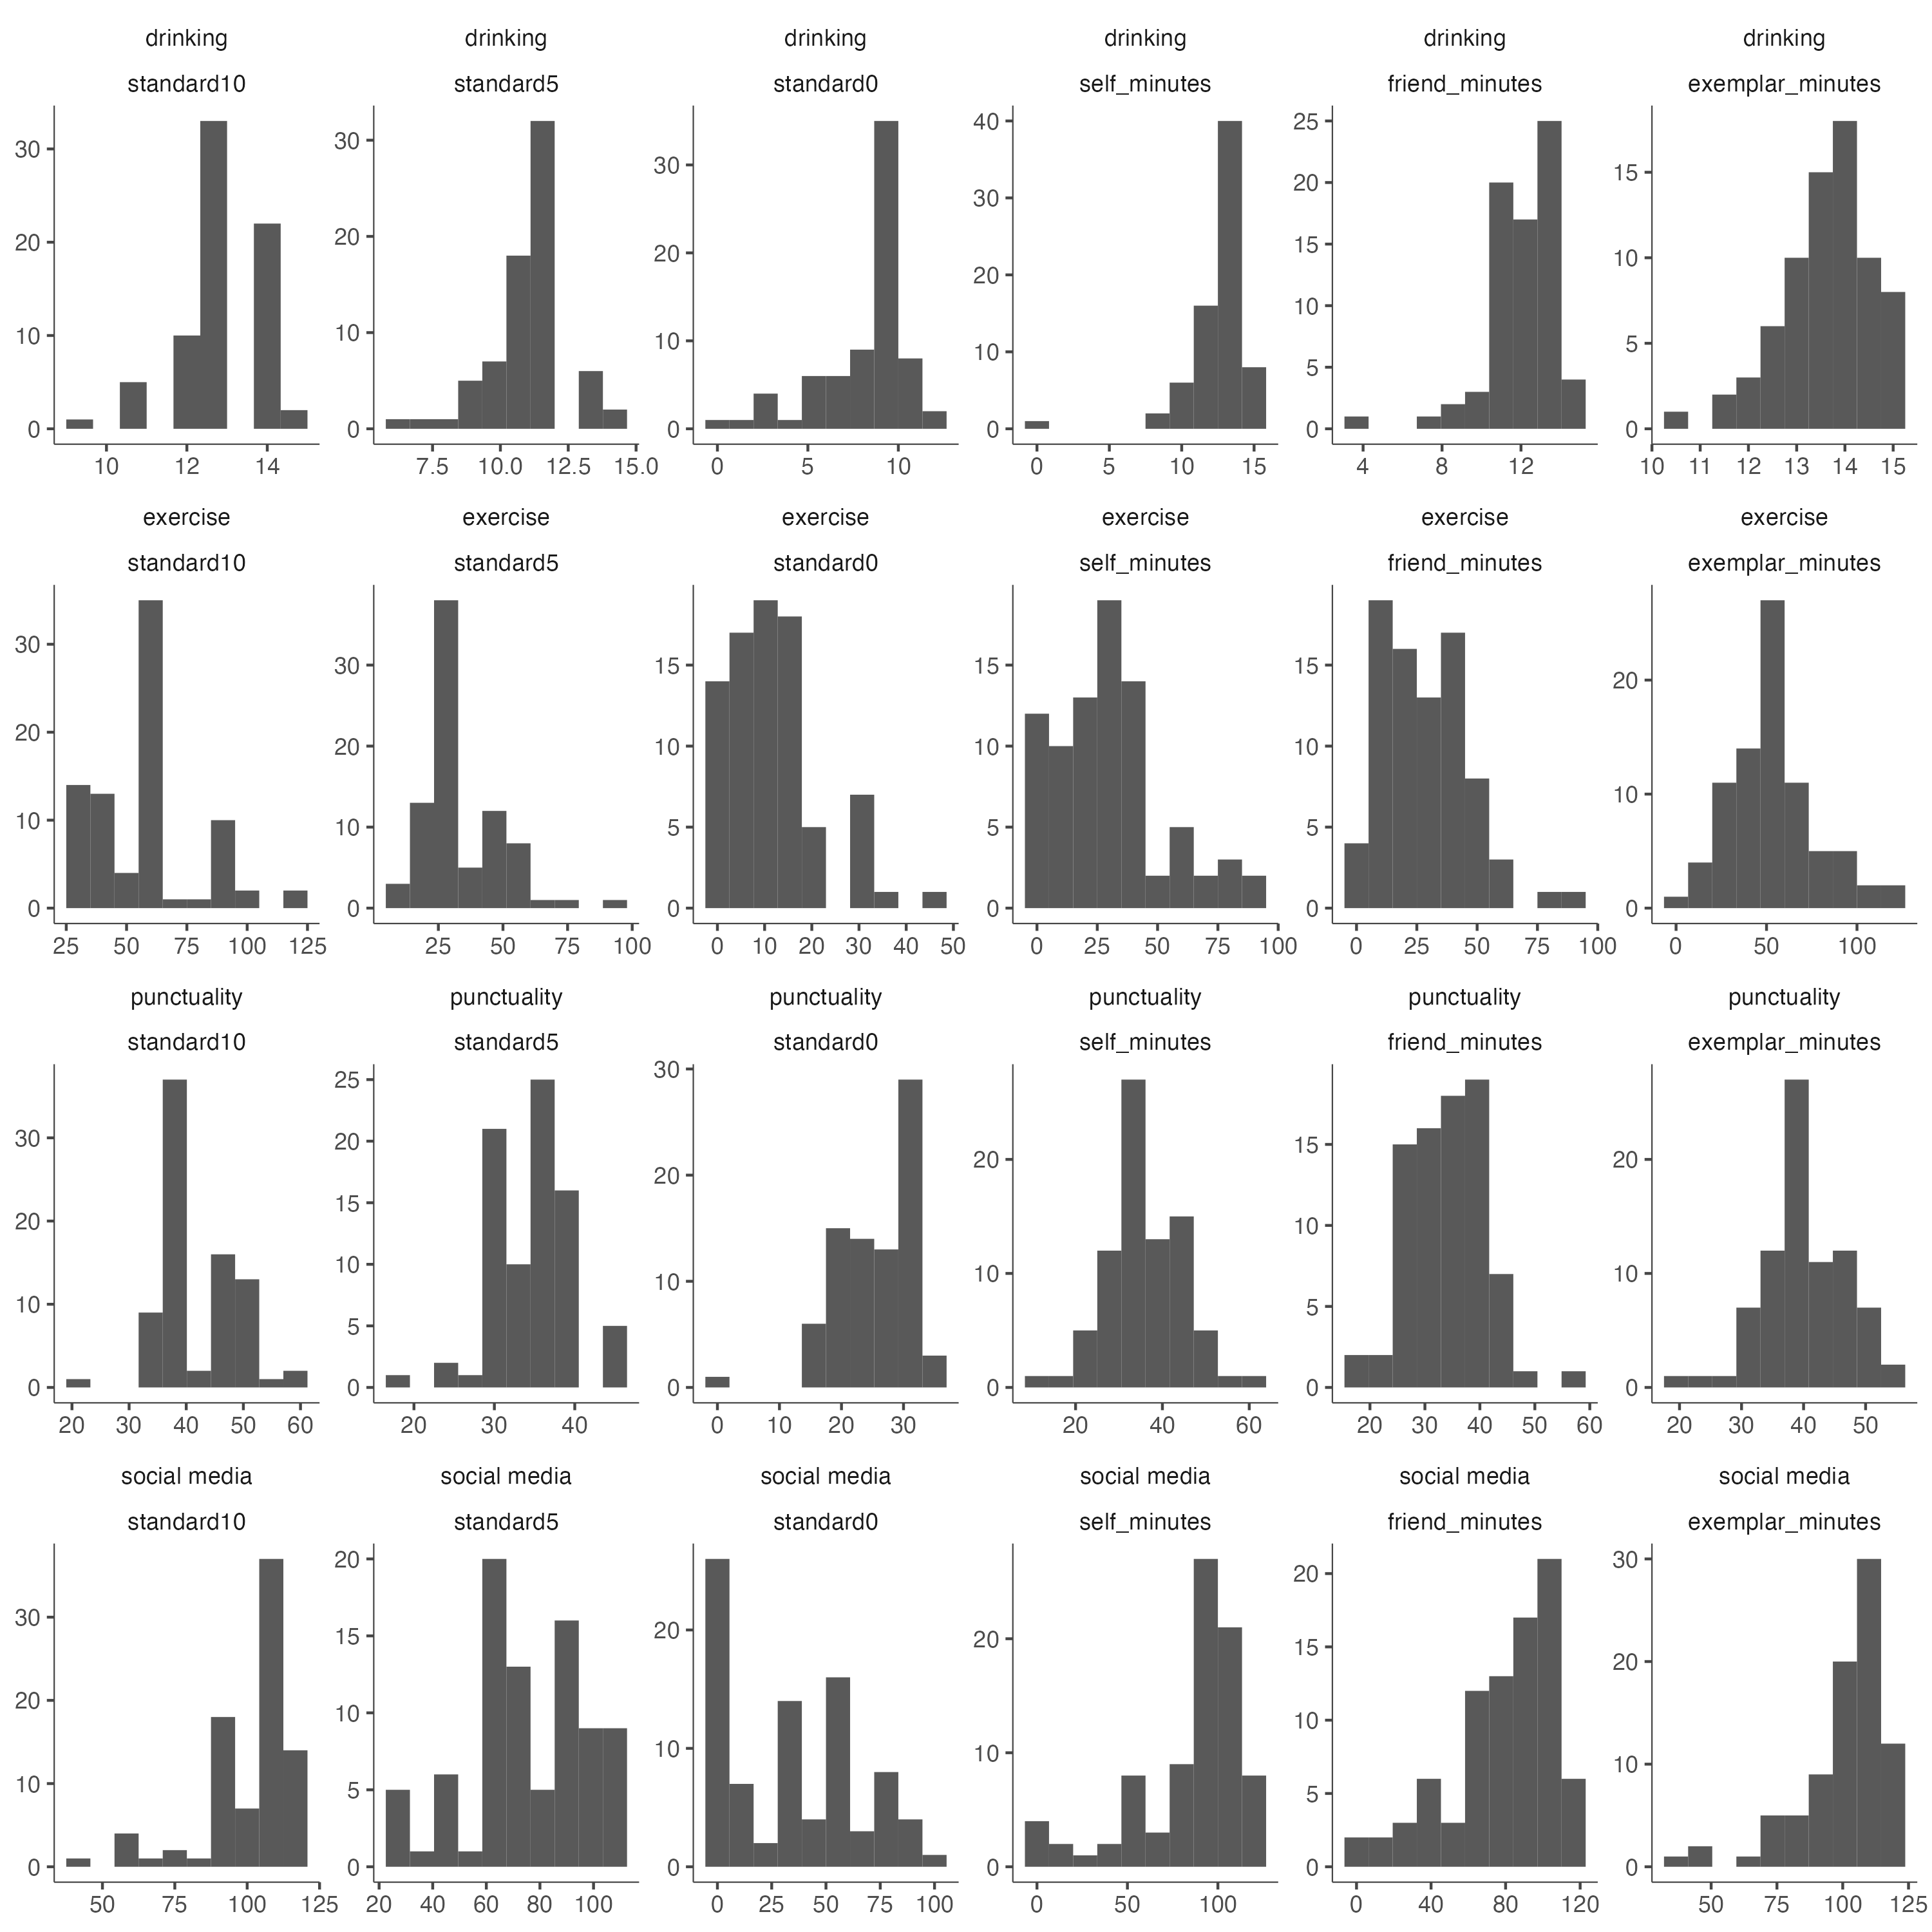 drinking drinking drinking drinking drinking drinking
standard10 standard5 standard0 self_minutes friend_minutes exemplar_minutes
30 20 10 0
10 12 14
30 20 10 0
7.5 10.0 12.5 15.0
30 20 10 0
0 5 10
40 30 20 10 0
0 5 10 15
25 20 15 10 5 0
4 8 12
15 10 5 0
10 11 12 13 14 15
exercise exercise exercise exercise exercise exercise
standard10 standard5 standard0 self_minutes friend_minutes exemplar_minutes
30 20 10 0
25 50 75 100 125
30 20 10 0
25 50 75 100
15 10 5 0
0 10 20 30 40 50
15 10 5 0
0 25 50 75 100
15 10 5 0
0 25 50 75 100
20 10 0
0 50 100
punctuality punctuality punctuality punctuality punctuality punctuality
standard10 standard5 standard0 self_minutes friend_minutes exemplar_minutes
30 20 10 0
20 30 40 50 60
25 20 15 10 5 0
20 30 40
30 20 10 0
0 10 20 30
20 10 0
20 40 60
15 10 5 0
20 30 40 50 60
20 10 0
20 30 40 50
social media social media social media social media social media social media
standard10 standard5 standard0 self_minutes friend_minutes exemplar_minutes
30 20 10 0
50 75 100 125
20 15 10 5 0
20 40 60 80 100
20 10 0
0 25 50 75 100
20 10 0
0 50 100
20 15 10 5 0
0 40 80 120
30 20 10 0
50 75 100 125